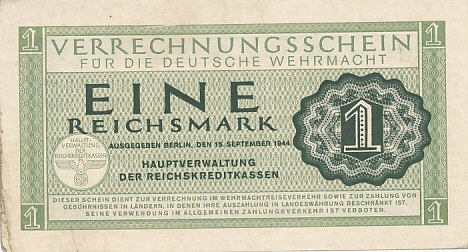 1 1
VERRECHNUNGSSCHEIN
FÜR DIE DEUTSCHE WEHRMACHT
EINE
REICHSMARK
AUSGEGEBEN BERLIN, DEN 15. SEPTEMBER 1944
HAUPTVERWALTUNG
DER REICHSKREDITKASSEN
HAUPT-
VERWALTUNG
DER
REICHSKREDITKASSEN
1
DIESER SCHEIN DIENT ZUR VERRECHNUNG IM WEHRMACHTREISEVERKEHR SOWIE ZUR ZAHLUNG VON
GEBÜHRNISSEN IN LÄNDERN, IN DENEN IHRE AUSZAHLUNG IN LANDESWÄHRUNG BESCHRÄNKT IST.
SEINE VERWENDUNG IM ALLGEMEINEN ZAHLUNGSVERKEHR IST VERBOTEN.
1 1